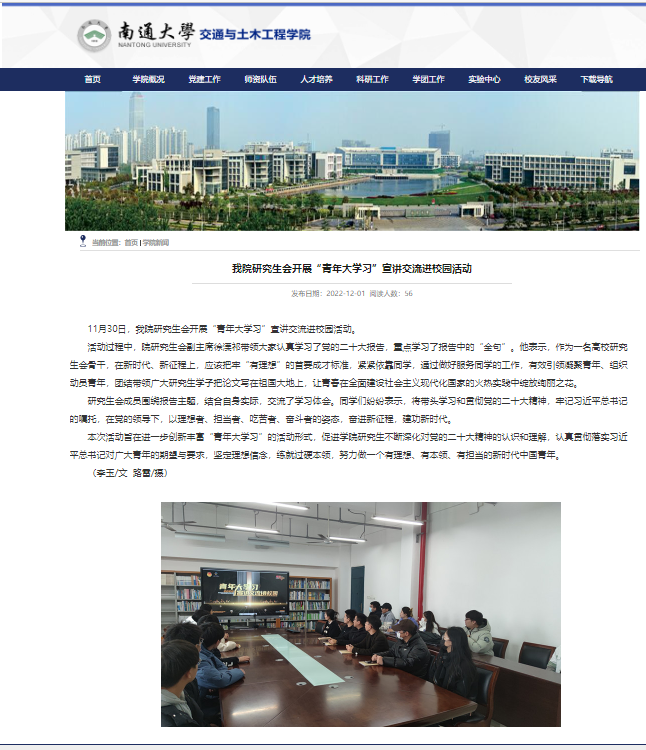 南通大學 交通与土木工程学院
NANTONG UNIVERSITY
首页 学院概况 党建工作 师资队伍 人才培养 科研工作 学团工作 实验中心 校友风采 下载导航
当前位置：首页 | 学院新闻
我院研究生会开展“青年大学习”宣讲交流进校园活动
发布日期：2022-12-01 阅读人数：56
11月30日，我院研究生会开展“青年大学习”宣讲交流进校园活动。
活动过程中，院研究生会副主席徐漾祁带领大家认真学习了党的二十大报告，重点学习了报告中的“金句”。他表示，作为一名高校研究
生会骨干，在新时代、新征程上，应该把牢“有理想”的首要成才标准，紧紧依靠同学，通过做好服务同学的工作，有效引领凝聚青年、组织
动员青年，团结带领广大研究生学子把论文写在祖国大地上，让青春在全面建设社会主义现代化国家的火热实践中绽放绚丽之花。
研究生会成员围绕报告主题，结合自身实际，交流了学习体会。同学们纷纷表示，将带头学习和贯彻党的二十大精神，牢记习近平总书记
的嘱托，在党的领导下，以理想者、担当者、吃苦者、奋斗者的姿态，奋进新征程，建功新时代。
本次活动旨在进一步创新丰富“青年大学习”的活动形式，促进学院研究生不断深化对党的二十大精神的认识和理解，认真贯彻落实习近
平总书记对广大青年的期望与要求，坚定理想信念，练就过硬本领，努力做一个有理想、有本领、有担当的新时代中国青年。
（李玉/文 路雷/摄）
青年大学习
宣讲交流进校园